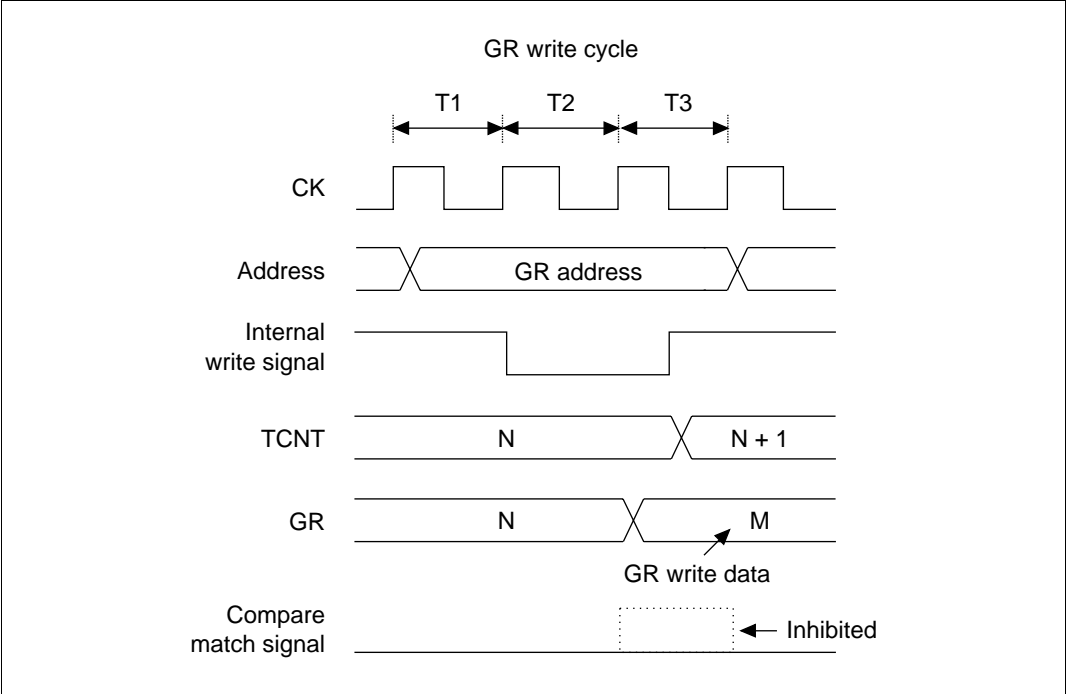 GR write cycle
T1 T2 T3
CK
Address GR address
Internal
write signal
TCNT N N + 1
GR N M
GR write data
Compare
match signal Inhibited